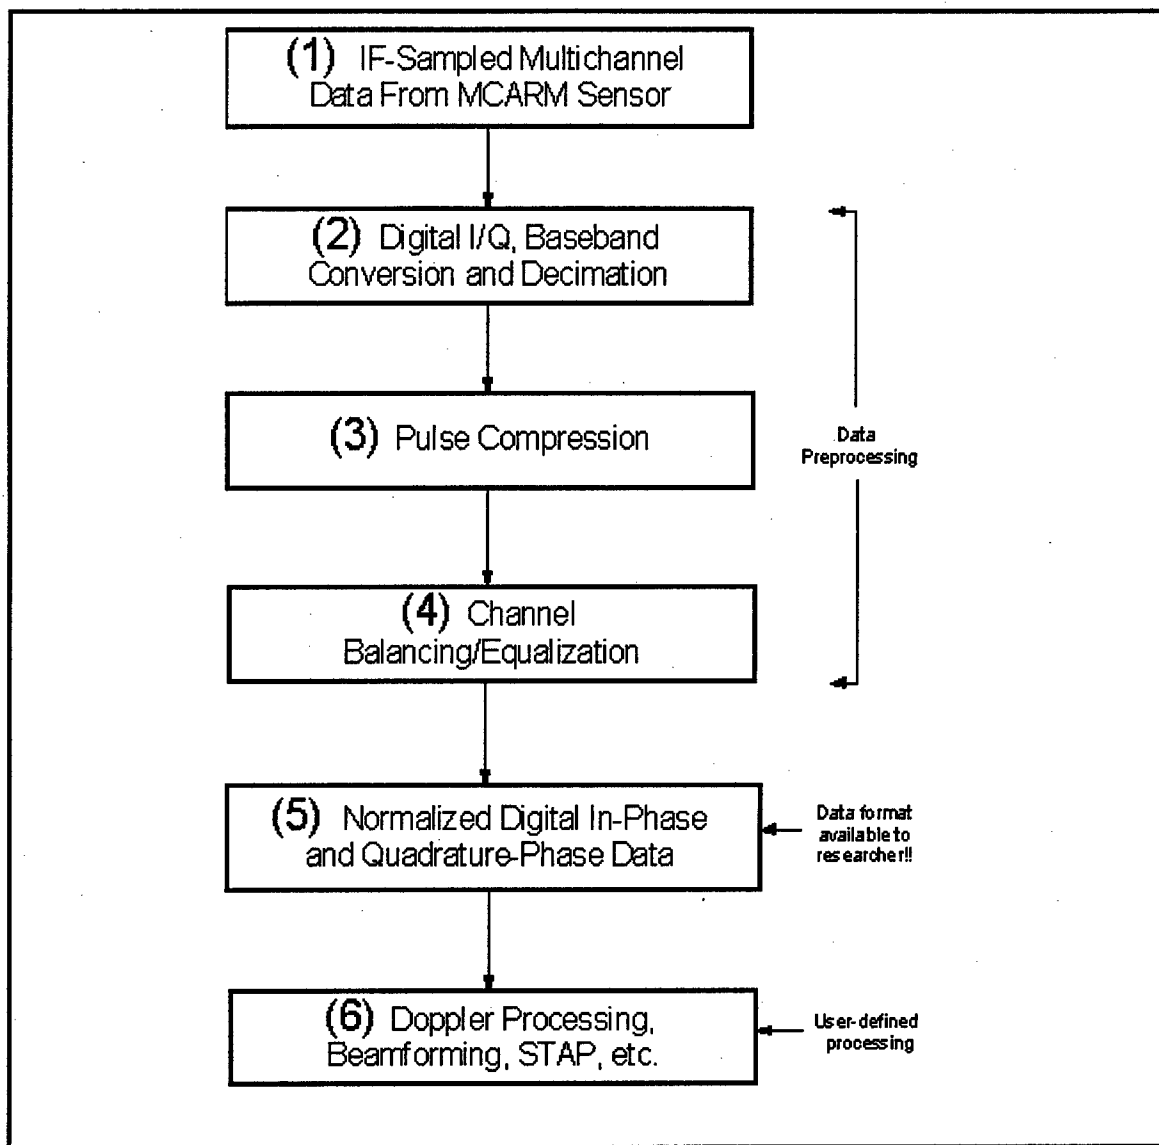 (1) IF-Sampled Multichannel
Data From MCARM Sensor
(2) Digital I/Q, Baseband
Conversion and Decimation
(3) Pulse Compression
Data
Preprocessing
(4) Channel
Balancing/Equalization
(5) Normalized Digital In-Phase
and Quadrature-Phase Data
Data format
available to
researcher!!
(6) Doppler Processing,
Beamforming, STAP, etc.
User-defined
processing